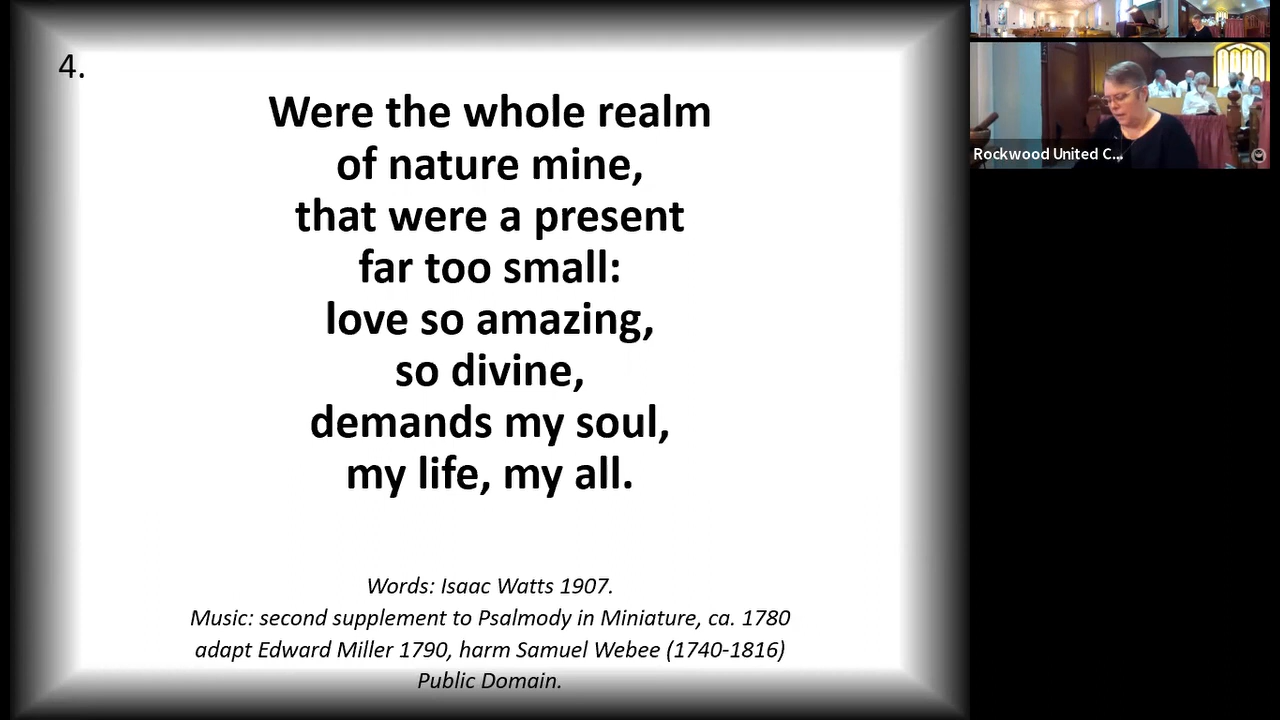 4.
Were the whole realm
of nature mine,
that were a present
far too small:
love so amazing,
so divine,
demands my soul,
my life, my all.
Words: Isaac Watts 1907.
Music: second supplement to Psalmody in Miniature, ca. 1780
adapt Edward Miller 1790, harm Samuel Webee (1740-1816)
Public Domain.
Rockwood United C...